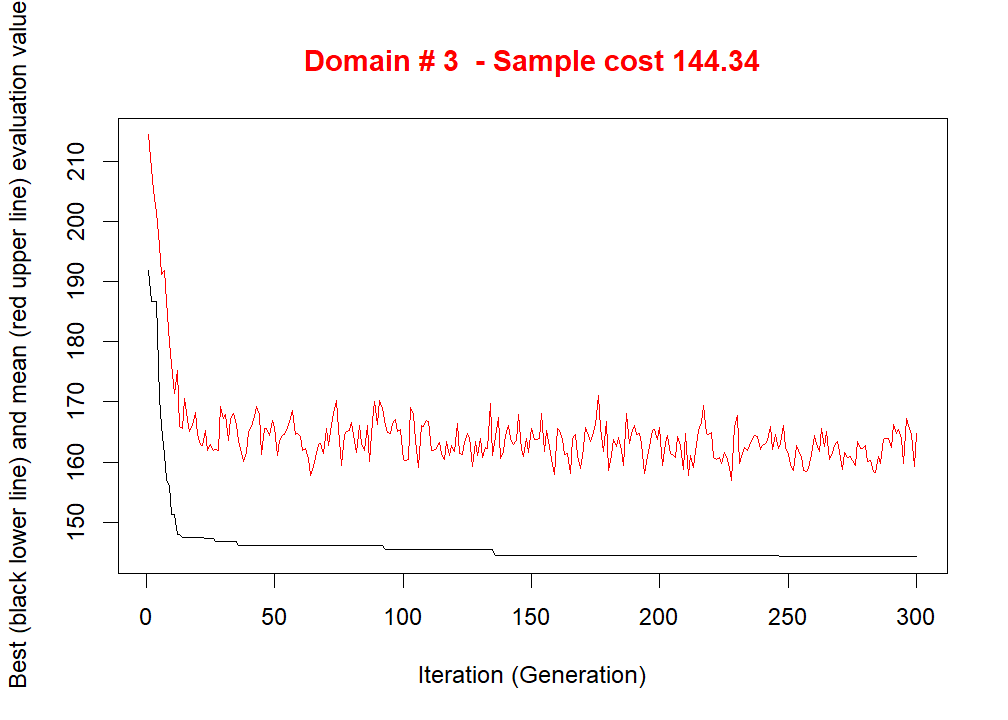 Domain # 3  - Sample cost 144.34
Best (black lower line) and mean (red upper line) evaluation value
210
200
190
180
170
160
150
0 50 100 150 200 250 300
Iteration (Generation)